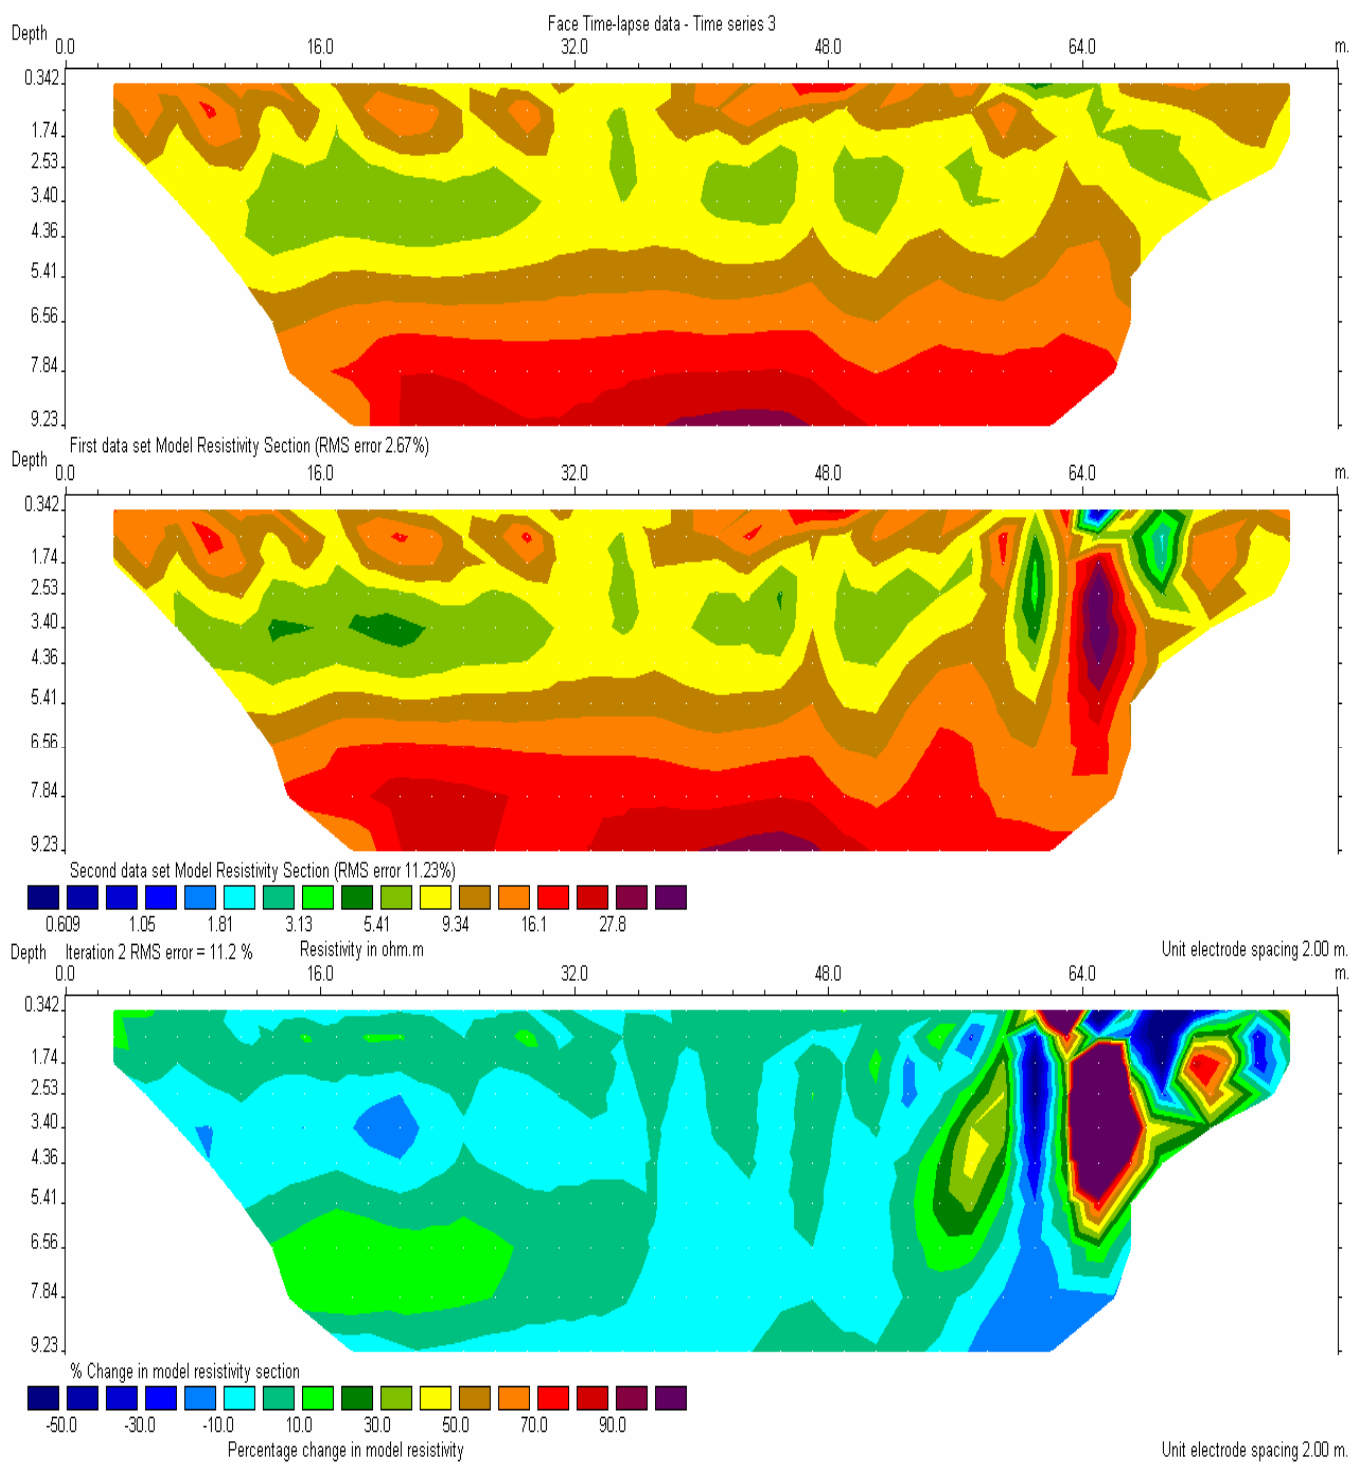 Face Time-lapse data - Time series 3
Depth 0.0 16.0 32.0 48.0 64.0 m.
0.342
1.74
2.53
3.40
4.36
5.41
6.56
7.84
9.23
First data set Model Resistivity Section (RMS error 2.67%)
Depth 0.0 16.0 32.0 48.0 64.0 m.
0.342
1.74
2.53
3.40
4.36
5.41
6.56
7.84
9.23
Second data set Model Resistivity Section (RMS error 11.23%)
0.609 1.05 1.81 3.13 5.41 9.34 16.1 27.8
Depth Iteration 2 RMS error = 11.2 % Resistivity in ohm.m Unit electrode spacing 2.00 m.
0.0 16.0 32.0 48.0 64.0 m.
0.342
1.74
2.53
3.40
4.36
5.41
6.56
7.84
9.23
% Change in model resistivity section
-50.0 -30.0 -10.0 10.0 30.0 50.0 70.0 90.0
Percentage change in model resistivity Unit electrode spacing 2.00 m.